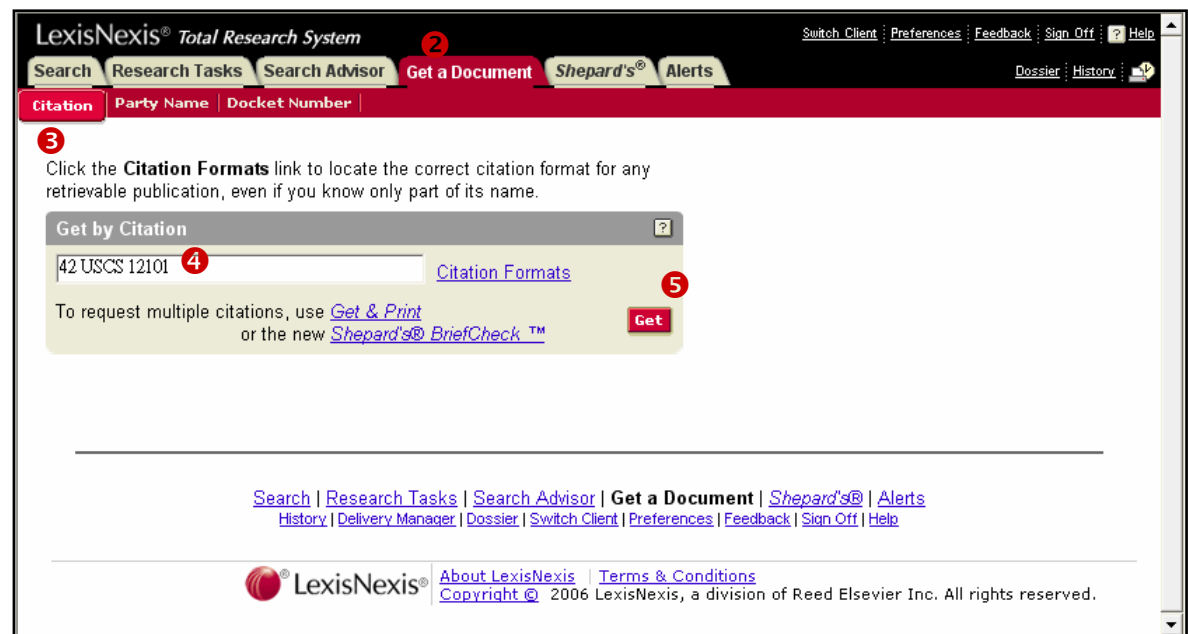 LexisNexis® Total Research System
Switch Client Preferences Feedback Sign Off ? Help
2
Search Research Tasks Search Advisor Get a Document Shepard's® Alerts Dossier History
Citation Party Name Docket Number
3
Click the Citation Formats link to locate the correct citation format for any
retrievable publication, even if you know only part of its name.
Get by Citation ?
42 USCS 12101 4 Citation Formats
5
To request multiple citations, use Get & Print
or the new Shepard's® BriefCheck ™
Get
Search | Research Tasks | Search Advisor | Get a Document | Shepard's® | Alerts
History | Delivery Manager | Dossier | Switch Client | Preferences | Feedback | Sign Off | Help
® LexisNexis® About LexisNexis | Terms & Conditions
Copyright © 2006 LexisNexis, a division of Reed Elsevier Inc. All rights reserved.